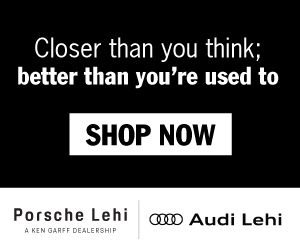 Closer than you think;
better than you're used to
SHOP NOW
Porsche Lehi
A KEN GARFF DEALERSHIP
Audi Lehi